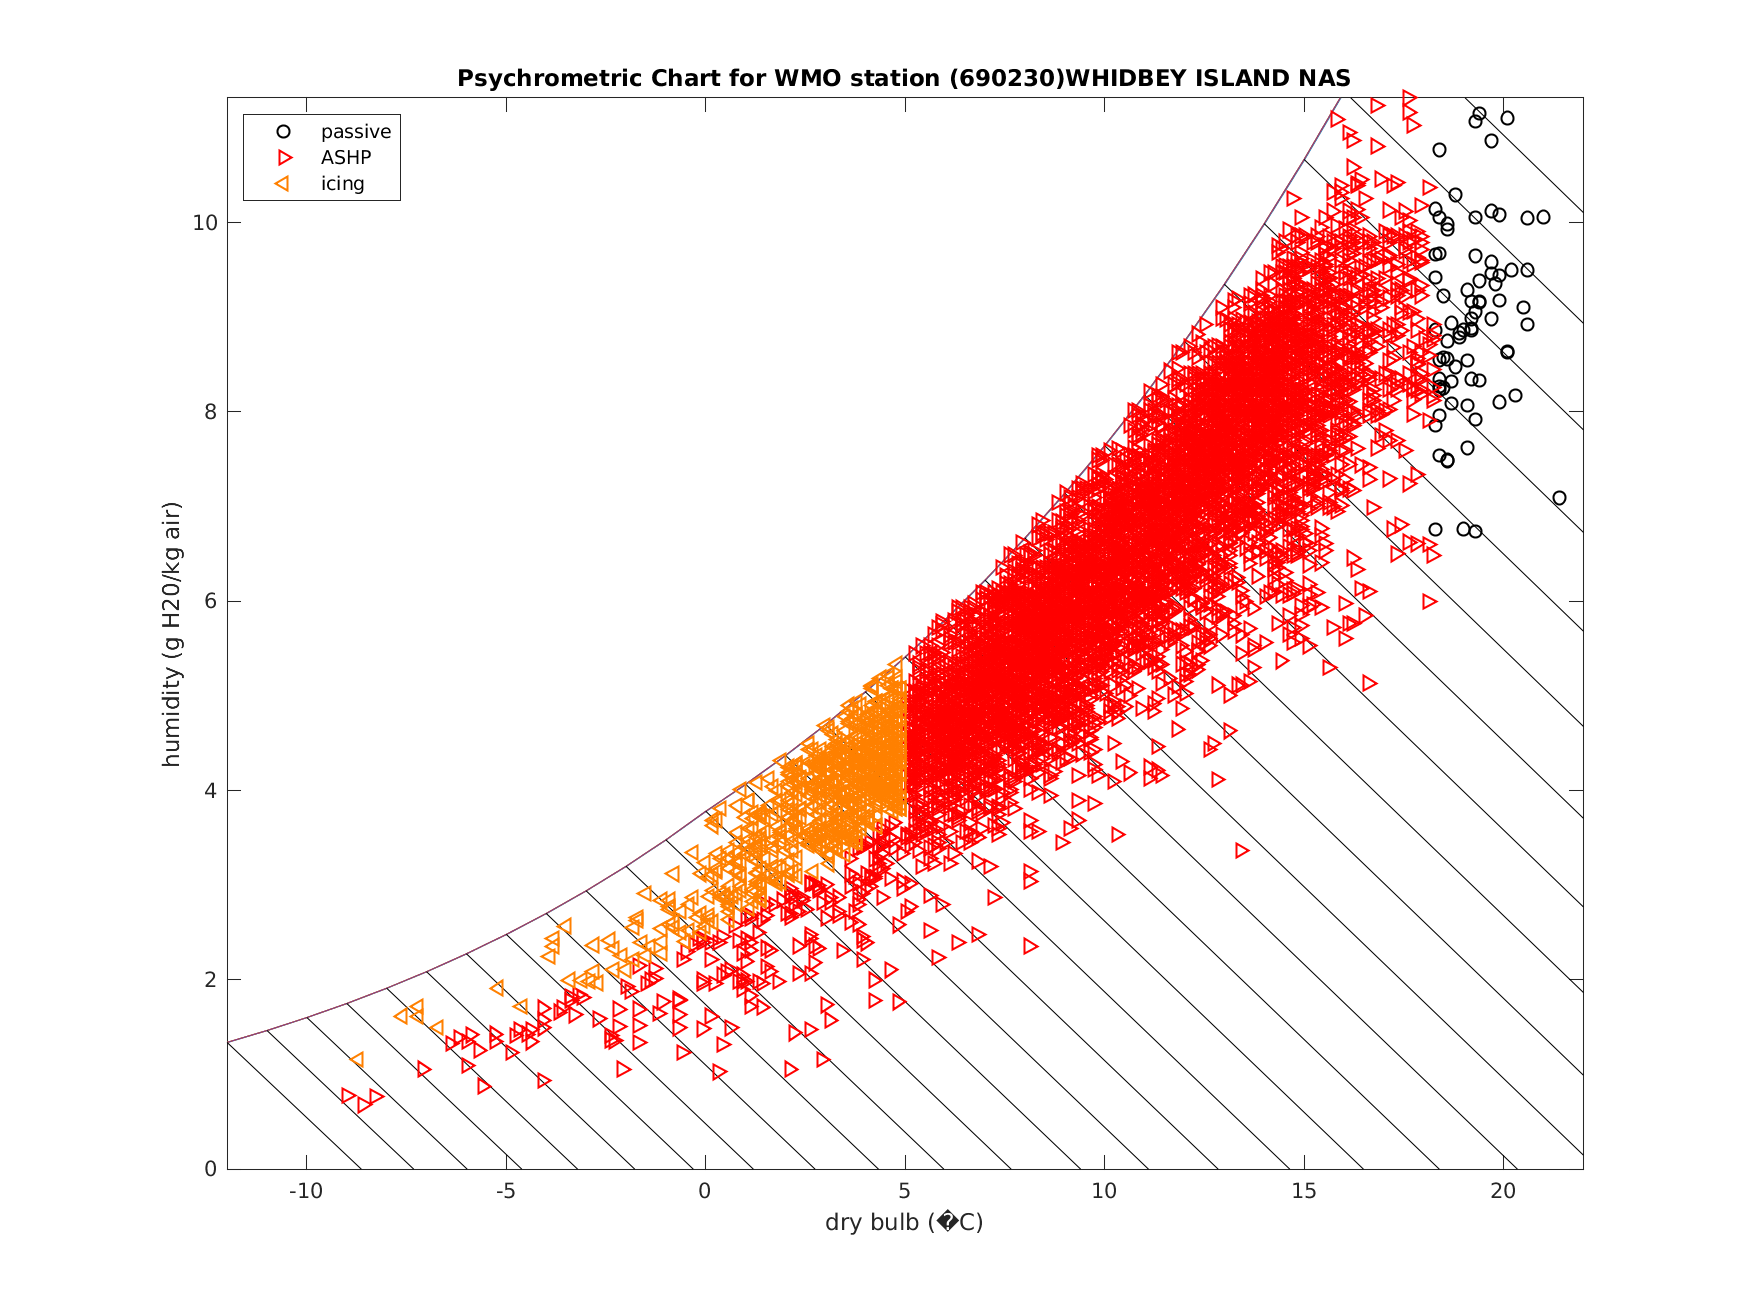 Psychrometric Chart for WMO station (690230)WHIDBEY ISLAND NAS
passive
ASHP
icing
10
8
6
4
2
0
humidity (g H20/kg air)
-10 -5 0 5 10 15 20
dry bulb (�C)